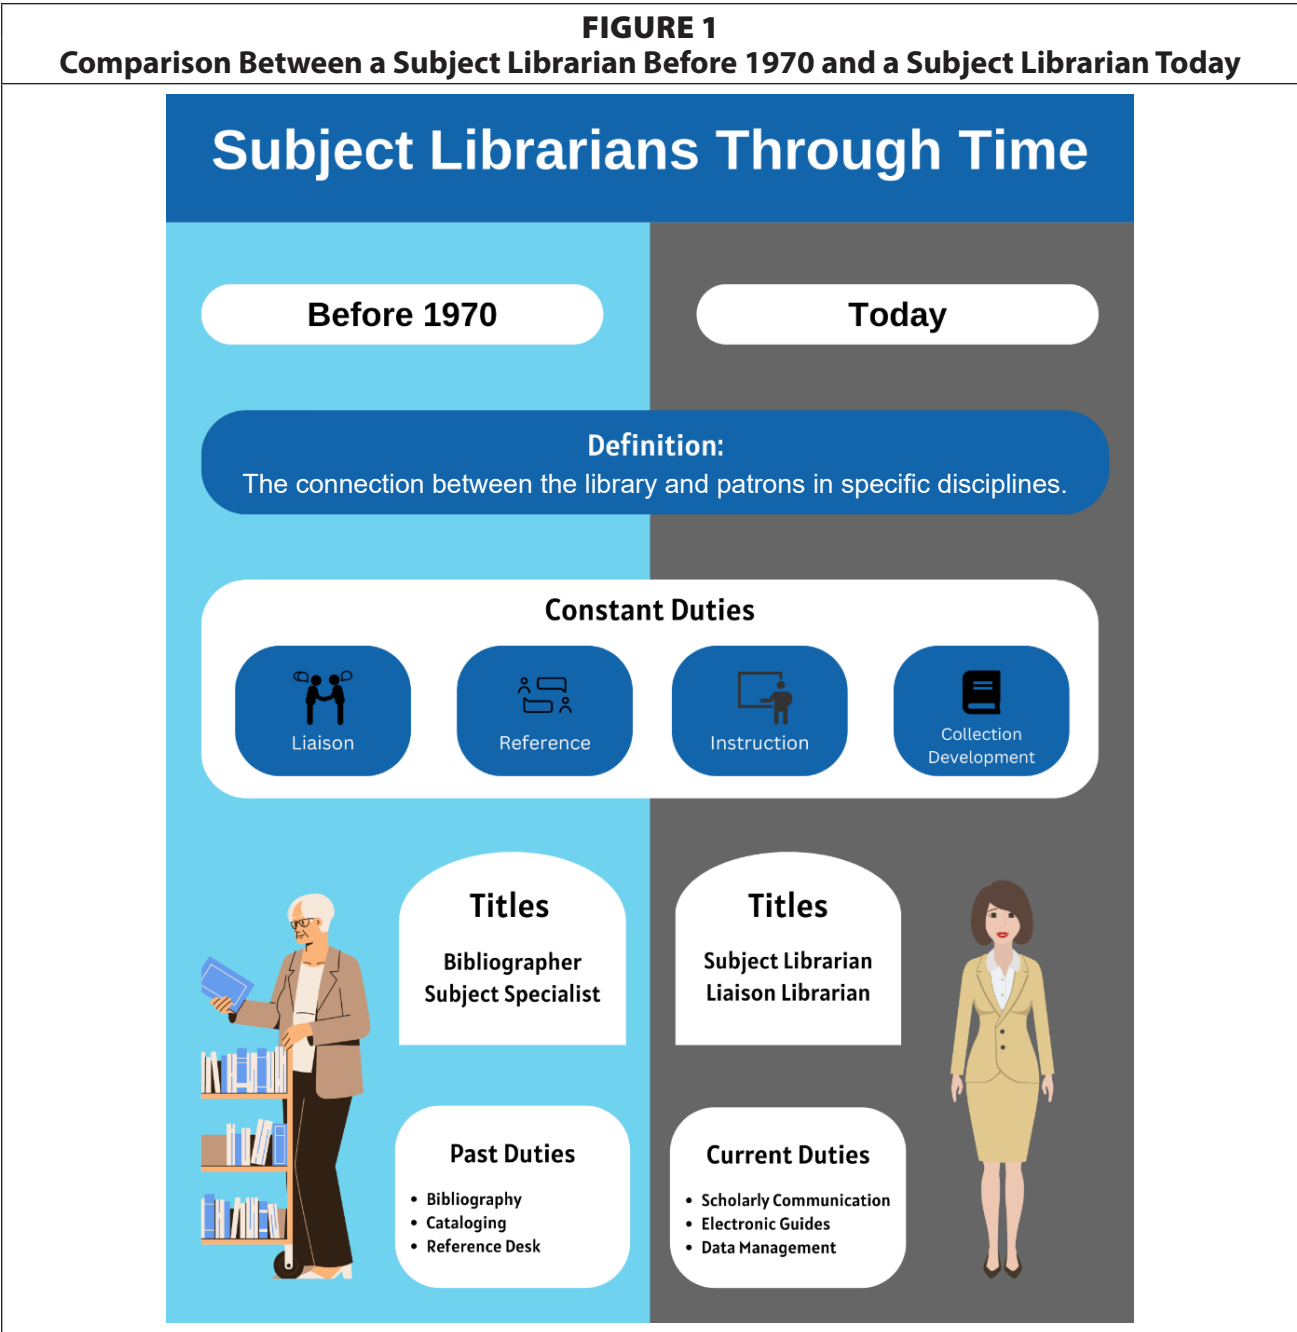 FIGURE 1
Comparison Between a Subject Librarian Before 1970 and a Subject Librarian Today
Subject Librarians Through Time
Before 1970
Today
Definition:
The connection between the library and patrons in specific disciplines.
Constant Duties
Liaison
Reference
Instruction
Collection
Development
Titles
Bibliographer
Subject Specialist
Titles
Subject Librarian
Liaison Librarian
Past Duties
• Bibliography
• Cataloging
• Reference Desk
Current Duties
• Scholarly Communication
• Electronic Guides
• Data Management